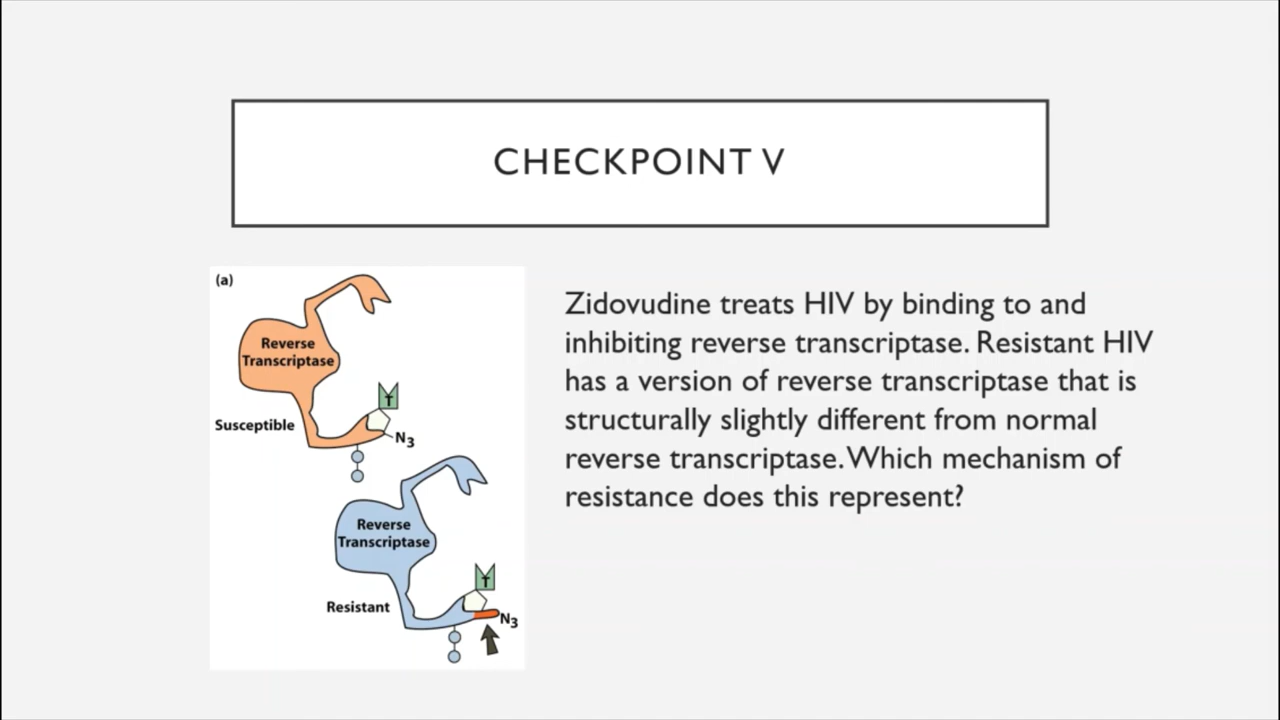 CHECKPOINT V
(a)
Reverse
Transcriptase
Susceptible
T
N3
Reverse
Transcriptase
Resistant
T
N3
Zidovudine treats HIV by binding to and
inhibiting reverse transcriptase. Resistant HIV
has a version of reverse transcriptase that is
structurally slightly different from normal
reverse transcriptase. Which mechanism of
resistance does this represent?